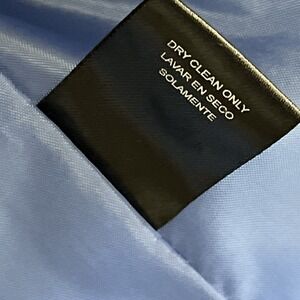 DRY CLEAN ONLY
LAVAR EN SECO
SOLAMENTE